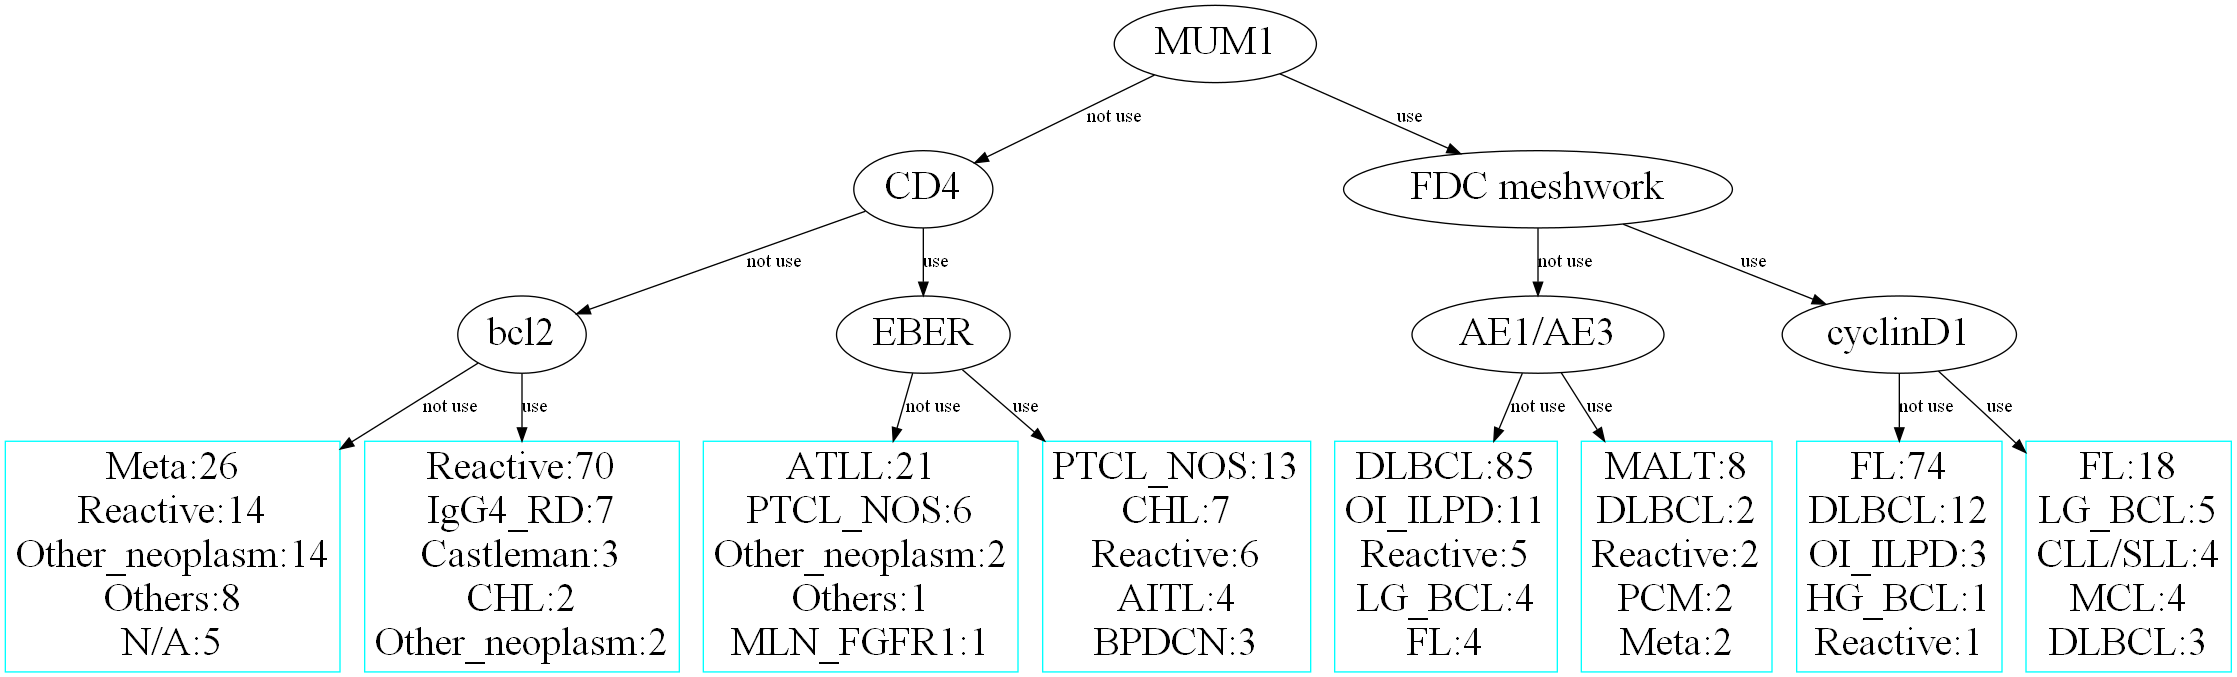 MUM1
not use
use
CD4
FDC meshwork
not use
use
not use
use
bcl2
EBER
AE1/AE3
cyclinD1
not use
use
not use
use
not use
use
not use
use
Meta:26
Reactive:14
Other_neoplasm:14
Others:8
N/A:5
Reactive:70
IgG4_RD:7
Castleman:3
CHL:2
Other_neoplasm:2
ATLL:21
PTCL_NOS:6
Other_neoplasm:2
Others:1
MLN_FGFR1:1
PTCL_NOS:13
CHL:7
Reactive:6
AITL:4
BPDCN:3
DLBCL:85
OI_ILPD:11
Reactive:5
LG_BCL:4
FL:4
MALT:8
DLBCL:2
Reactive:2
PCM:2
Meta:2
FL:74
DLBCL:12
OI_ILPD:3
HG_BCL:1
Reactive:1
FL:18
LG_BCL:5
CLL/SLL:4
MCL:4
DLBCL:3